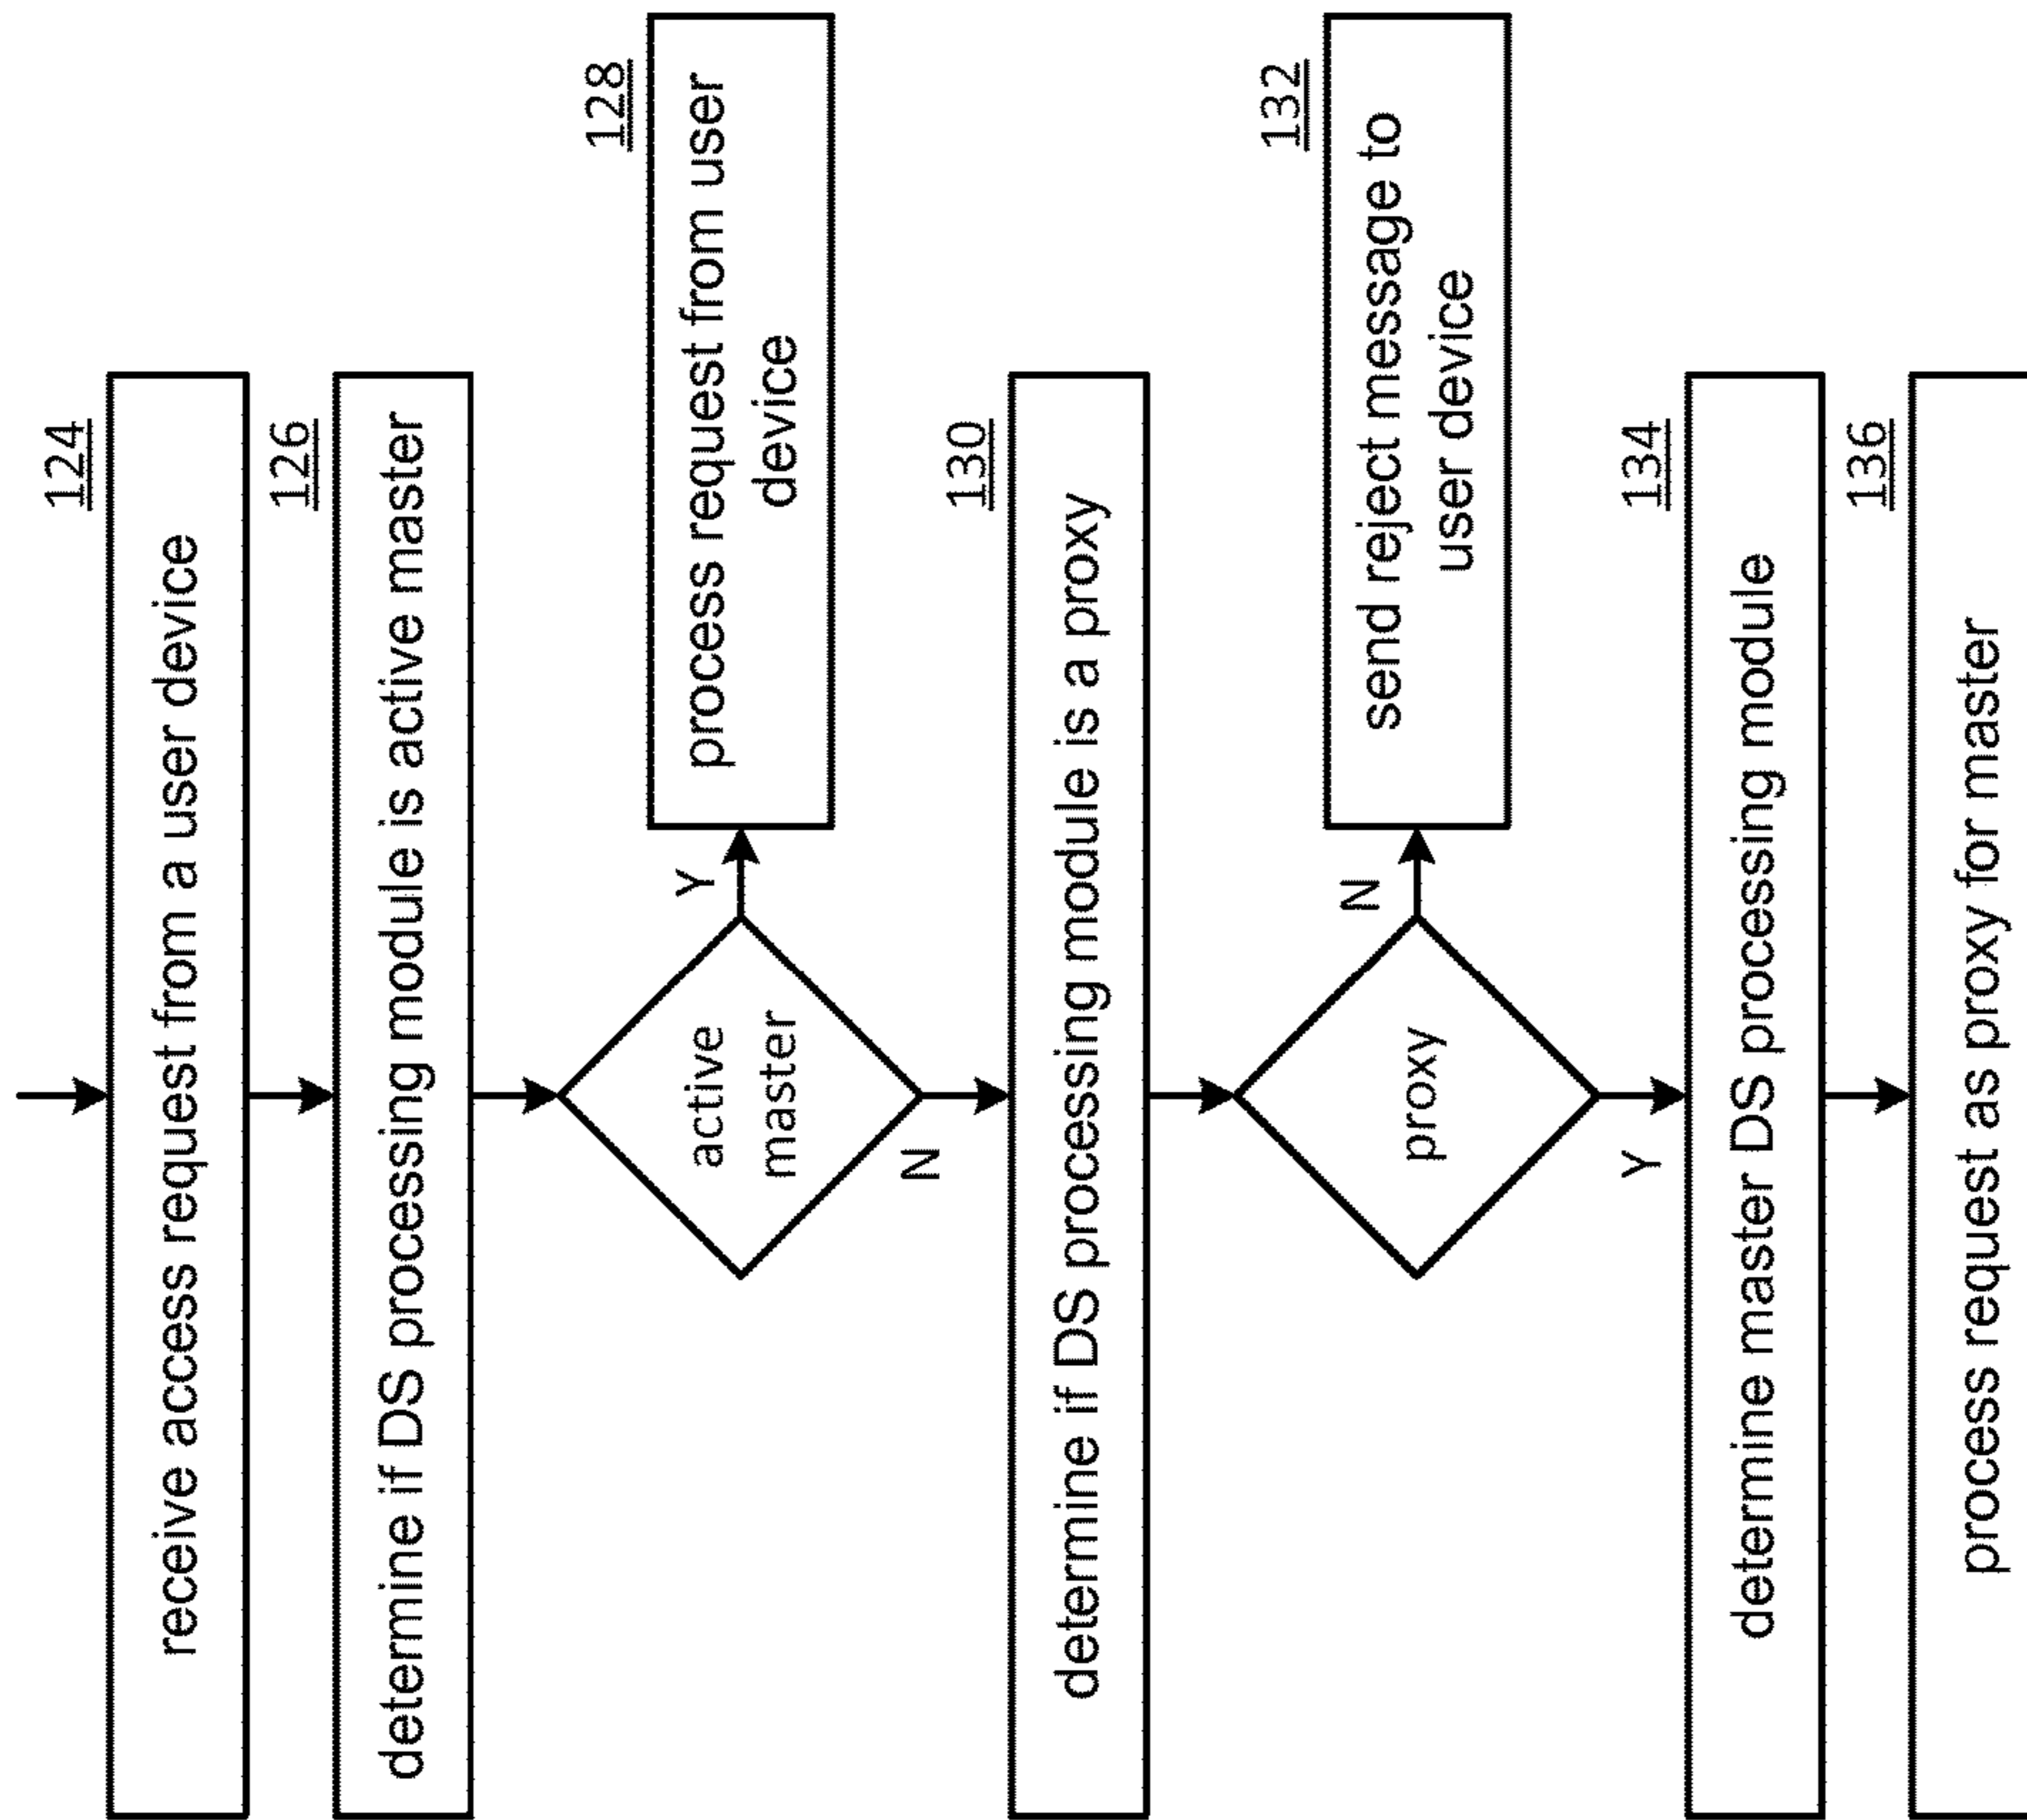 124
receive access request from a user device
126
determine if DS processing module is active master
active
master
Y
128
process request from user
device
N
130
determine if DS processing module is a proxy
proxy
N
132
send reject message to
user device
Y
134
determine master DS processing module
136
process request as proxy for master